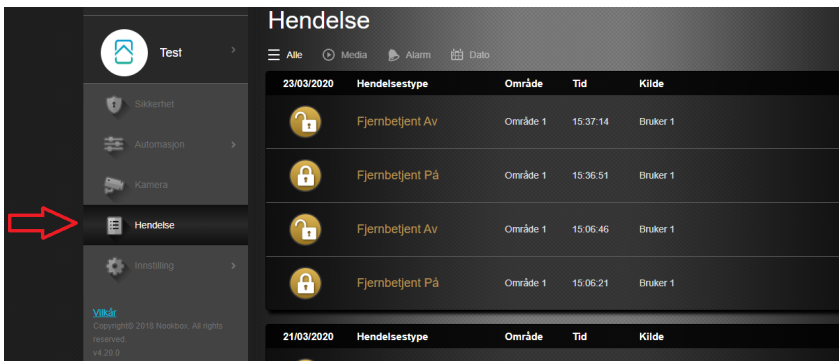 Hendelse
Test
Alle Media Alarm Dato
23/03/2020 Hendelsestype Område Tid Kilde
Sikkerhet
Fjernbetjent Av Område 1 15:37:14 Bruker 1
Automasjon
Kamera
Fjernbetjent På Område 1 15:36:51 Bruker 1
Hendelse
Fjernbetjent Av Område 1 15:06:46 Bruker 1
Innstilling
Fjernbetjent På Område 1 15:06:21 Bruker 1
Vilkår
Copyright© 2018 Nookbox. All rights
reserved.
v4.20.0
21/03/2020 Hendelsestype Område Tid Kilde